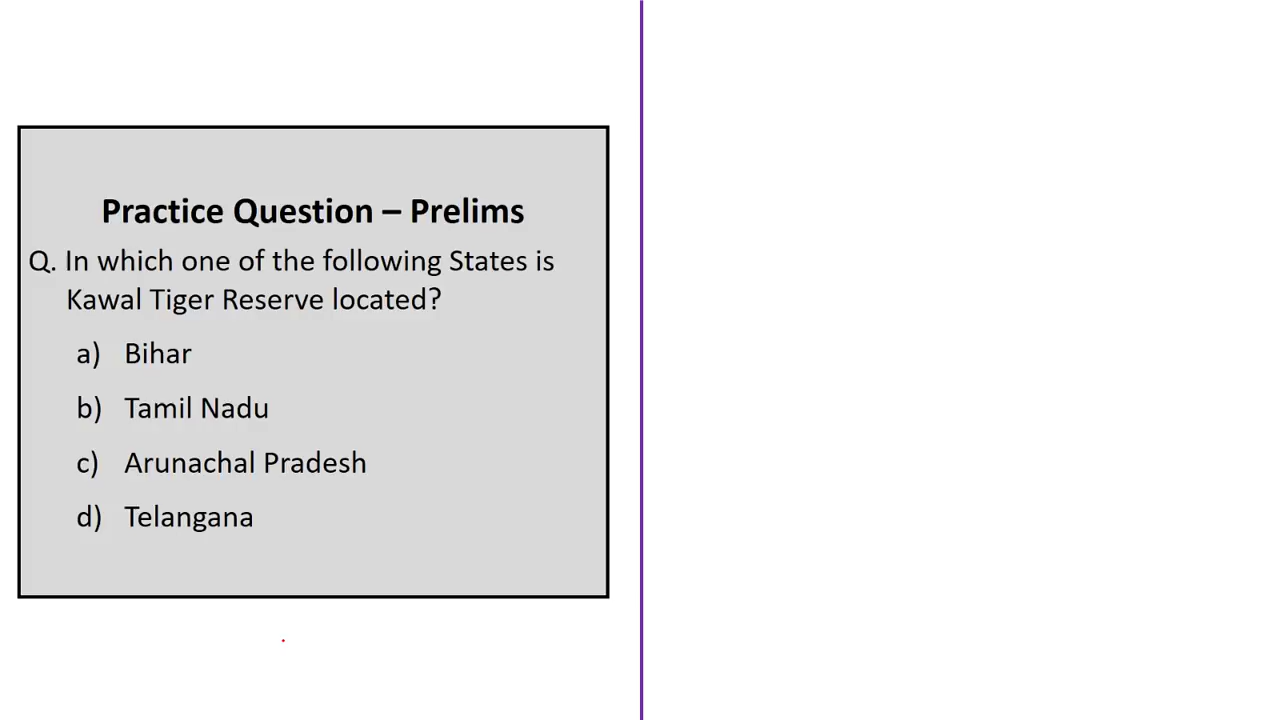 Practice Question – Prelims
Q. In which one of the following States is
Kawal Tiger Reserve located?
a) Bihar
b) Tamil Nadu
c) Arunachal Pradesh
d) Telangana